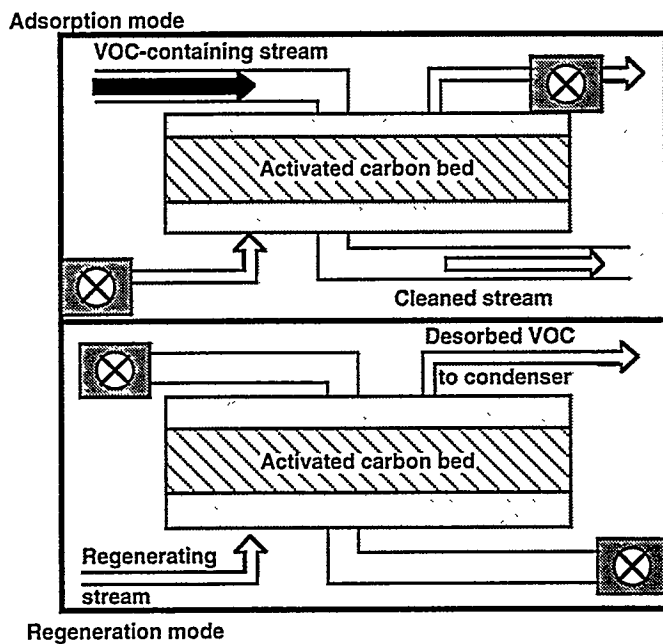 Adsorption mode
VOC-containing stream
Activated carbon bed
Cleaned stream
Desorbed VOC
to condenser
Activated carbon bed
Regenerating
stream
Regeneration mode